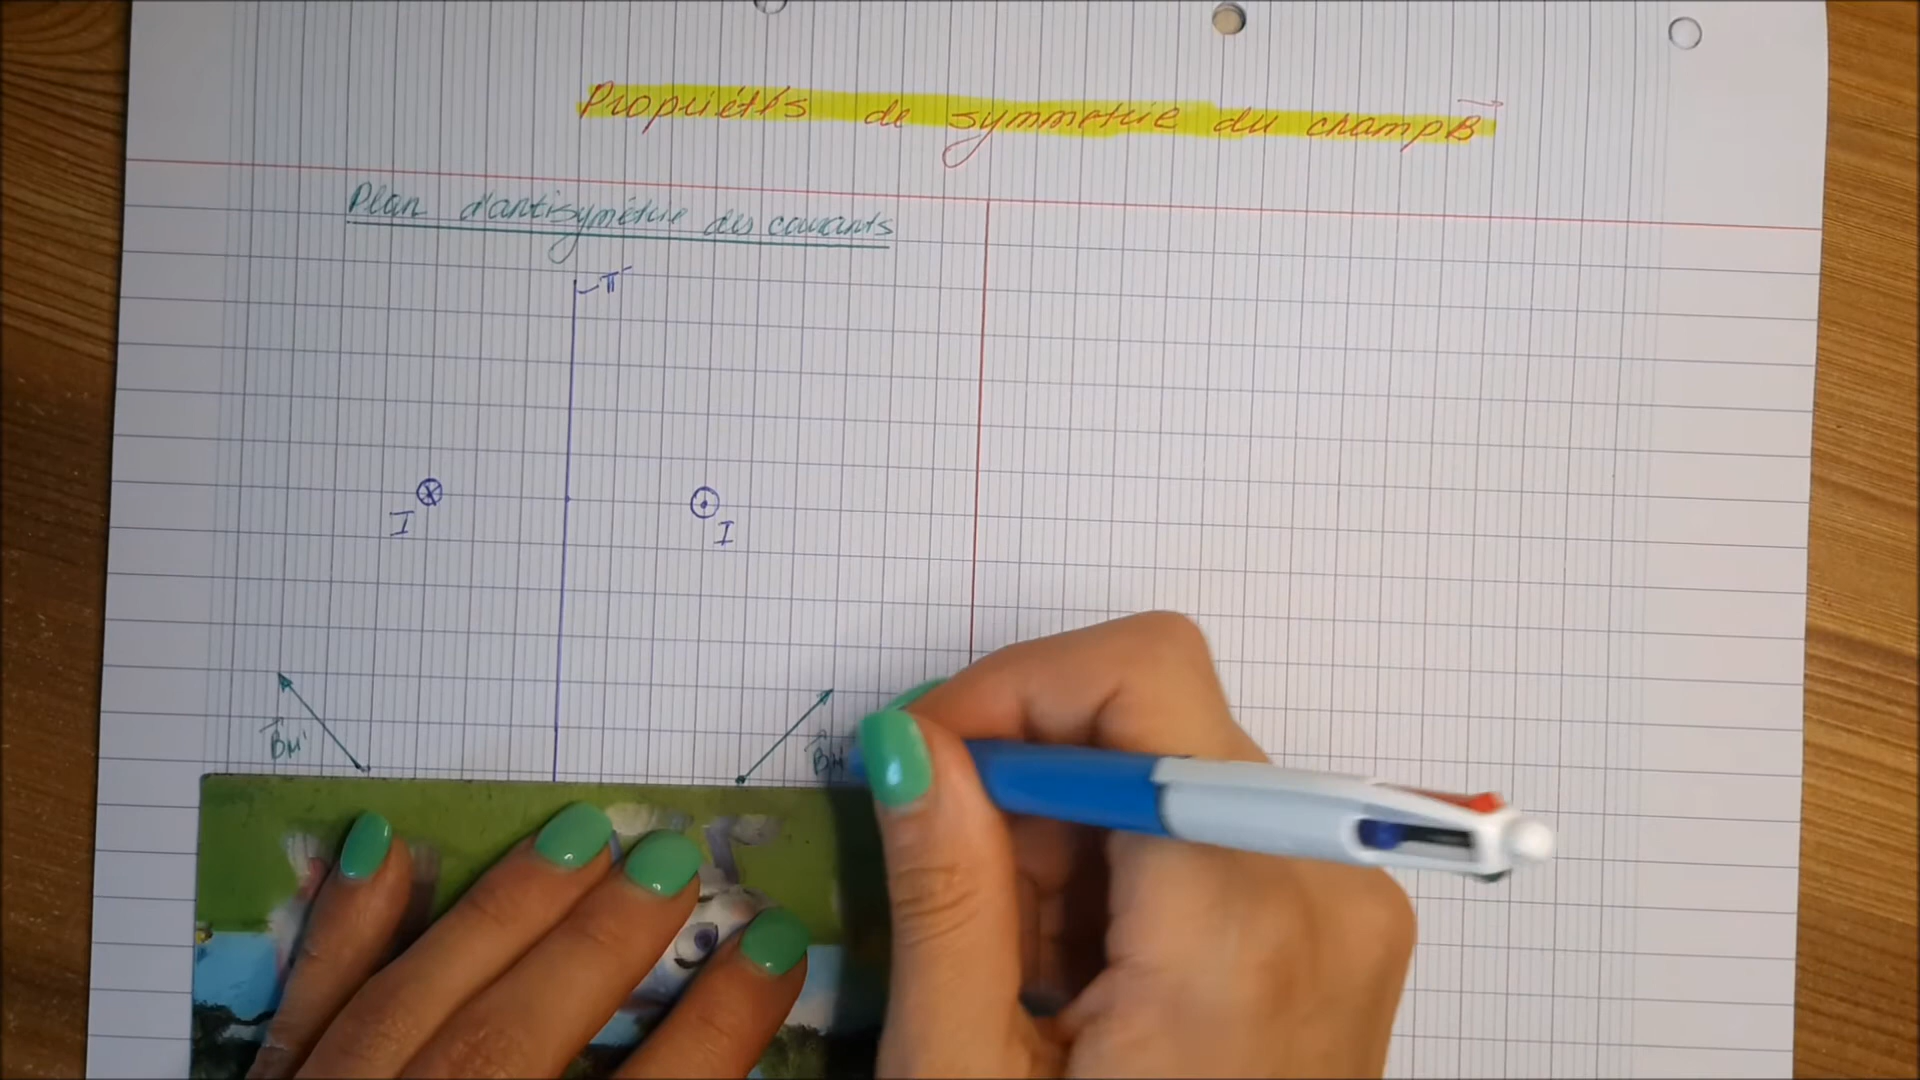 Propriétés de symmetrie du champ B
Plan d'antisymétrie des courants
π⁻
I
I
BM'
BM